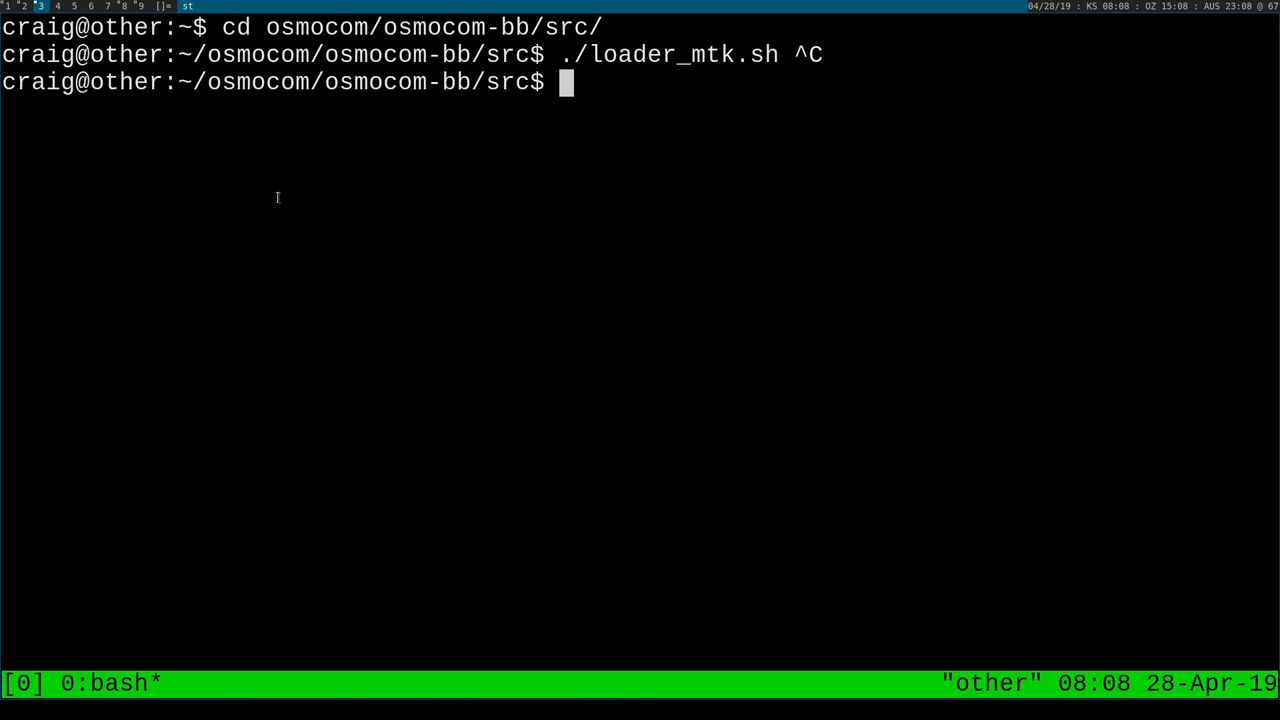 1 2 3 4 5 6 7 8 9 []= st 04/28/19 : KS 08:08 : OZ 15:08 : AUS 23:08 @ 67
craig@other:~$ cd osmocom/osmocom-bb/src/
craig@other:~/osmocom/osmocom-bb/src$ ./loader_mtk.sh ^C
craig@other:~/osmocom/osmocom-bb/src$
[0] 0:bash* "other" 08:08 28-Apr-19